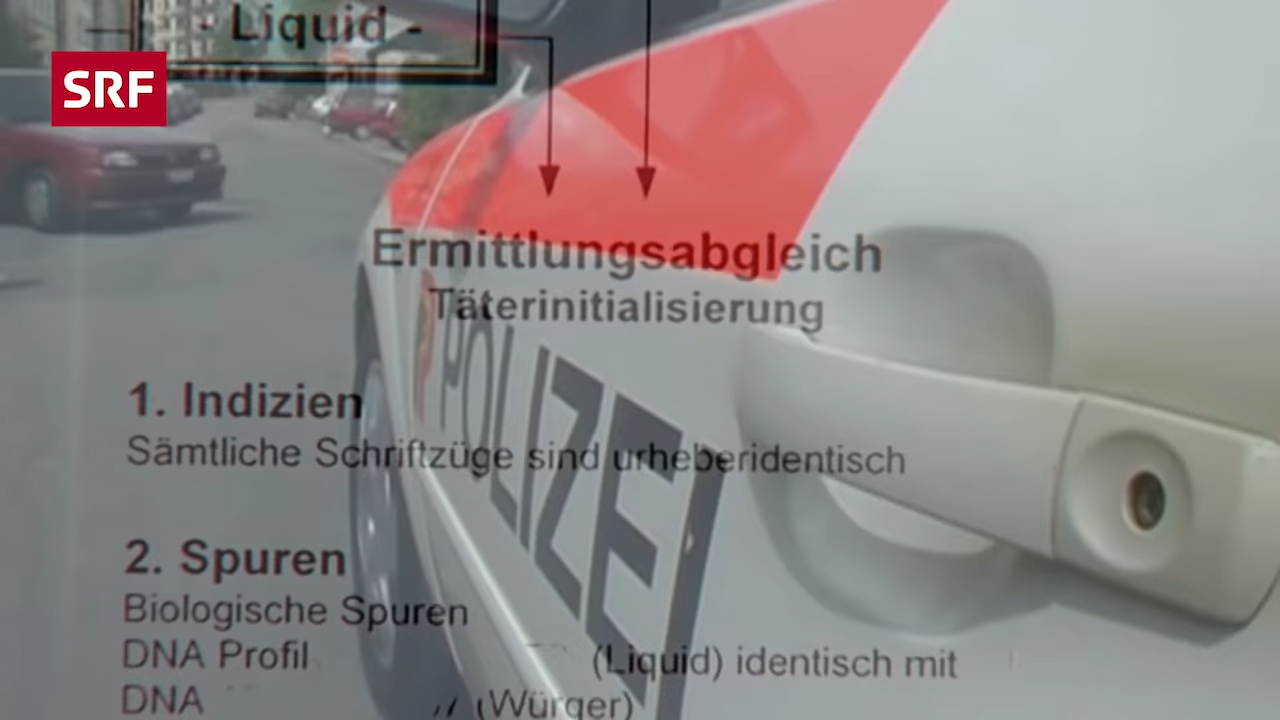 - Liquid -
SRF
Ermittlungsabgleich
Täterinitialisierung
POLIZEI
1. Indizien
Sämtliche Schriftzüge sind urheberidentisch
2. Spuren
Biologische Spuren
DNA Profil (Liquid) identisch mit
DNA (Würger)